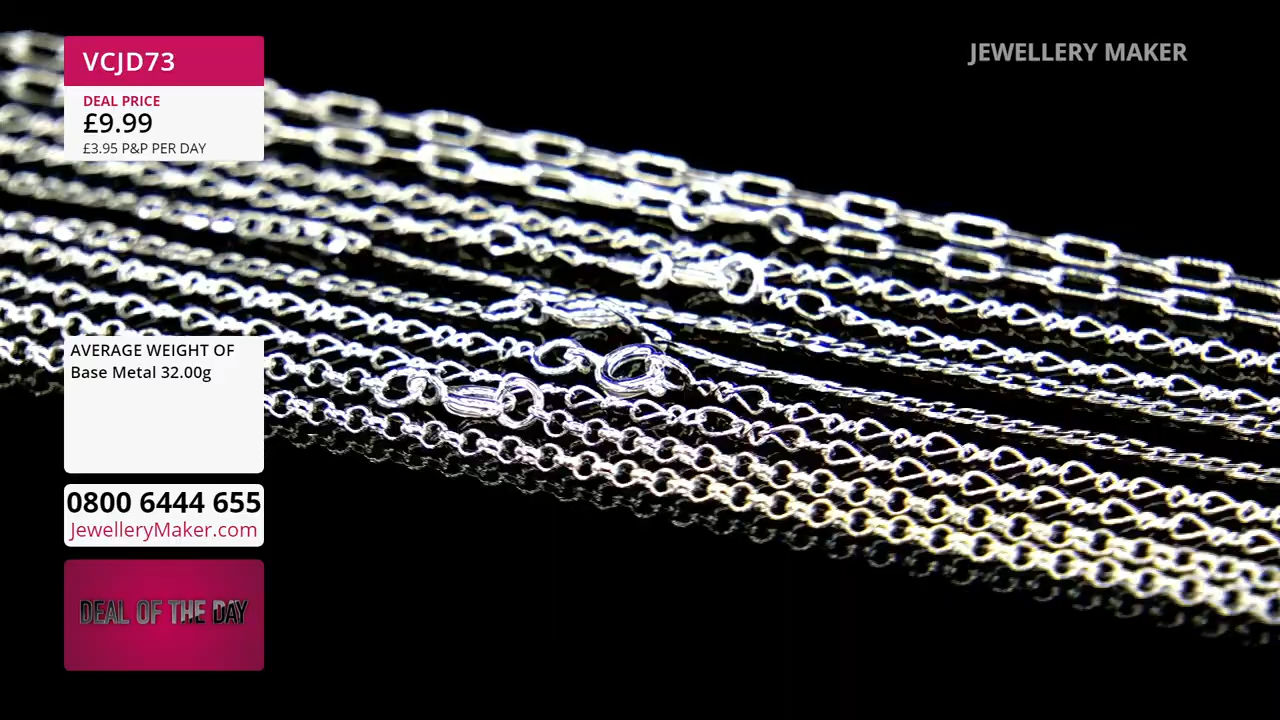 VCJD73
DEAL PRICE
£9.99
£3.95 P&P PER DAY
JEWELLERY MAKER
AVERAGE WEIGHT OF
Base Metal 32.00g
0800 6444 655
JewelleryMaker.com
DEAL OF THE DAY